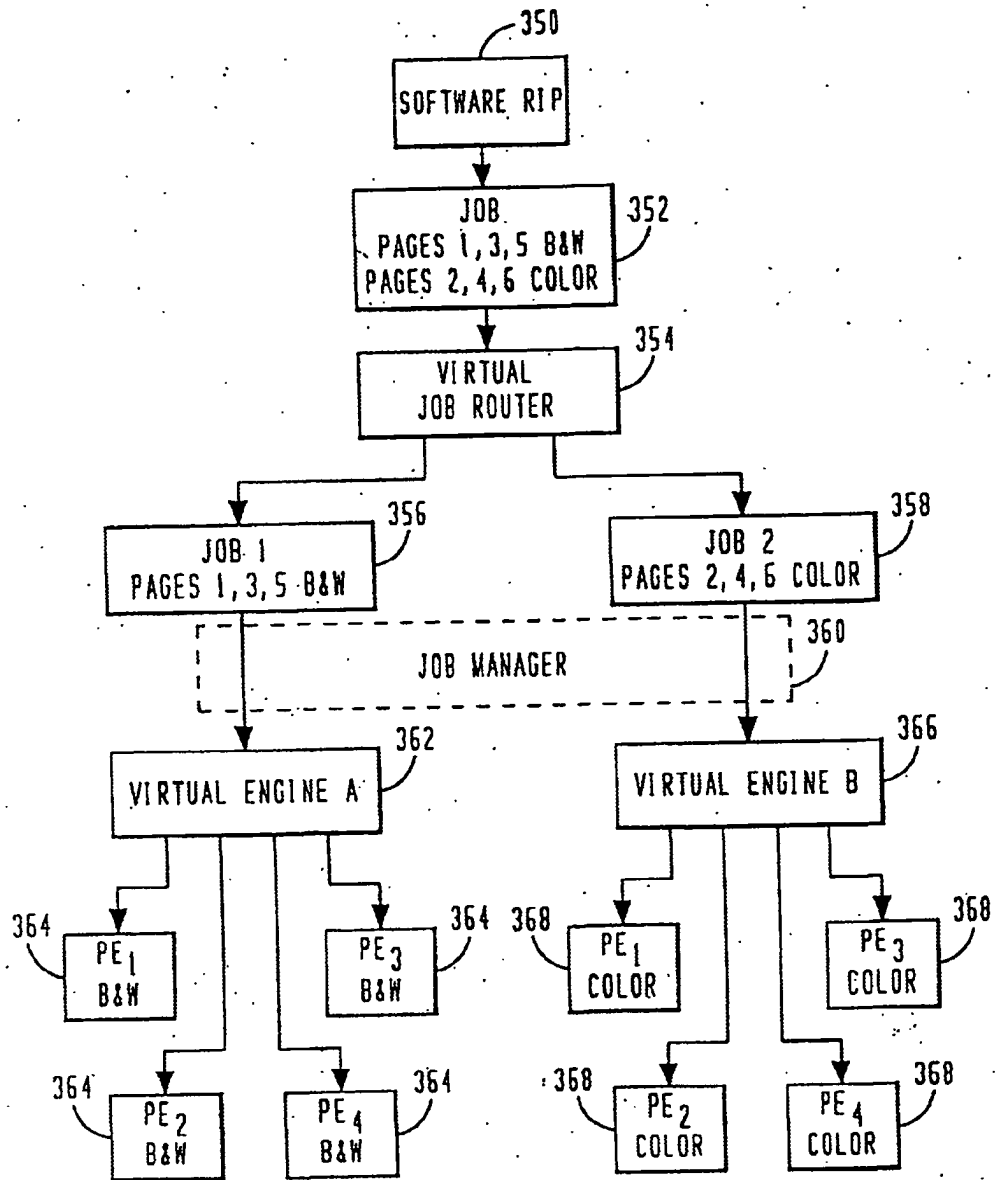 350
SOFTWARE RIP
JOB
PAGES 1,3,5 B&W
PAGES 2,4,6 COLOR
352
VIRTUAL
JOB ROUTER
354
JOB 1
PAGES 1,3,5 B&W
356
JOB 2
PAGES 2,4,6 COLOR
358
JOB MANAGER
360
VIRTUAL ENGINE A
362
VIRTUAL ENGINE B
366
364
PE1
B&W
PE3
B&W
364
368
PE1
COLOR
PE3
COLOR
368
364
PE2
B&W
PE4
B&W
364
368
PE2
COLOR
PE4
COLOR
368